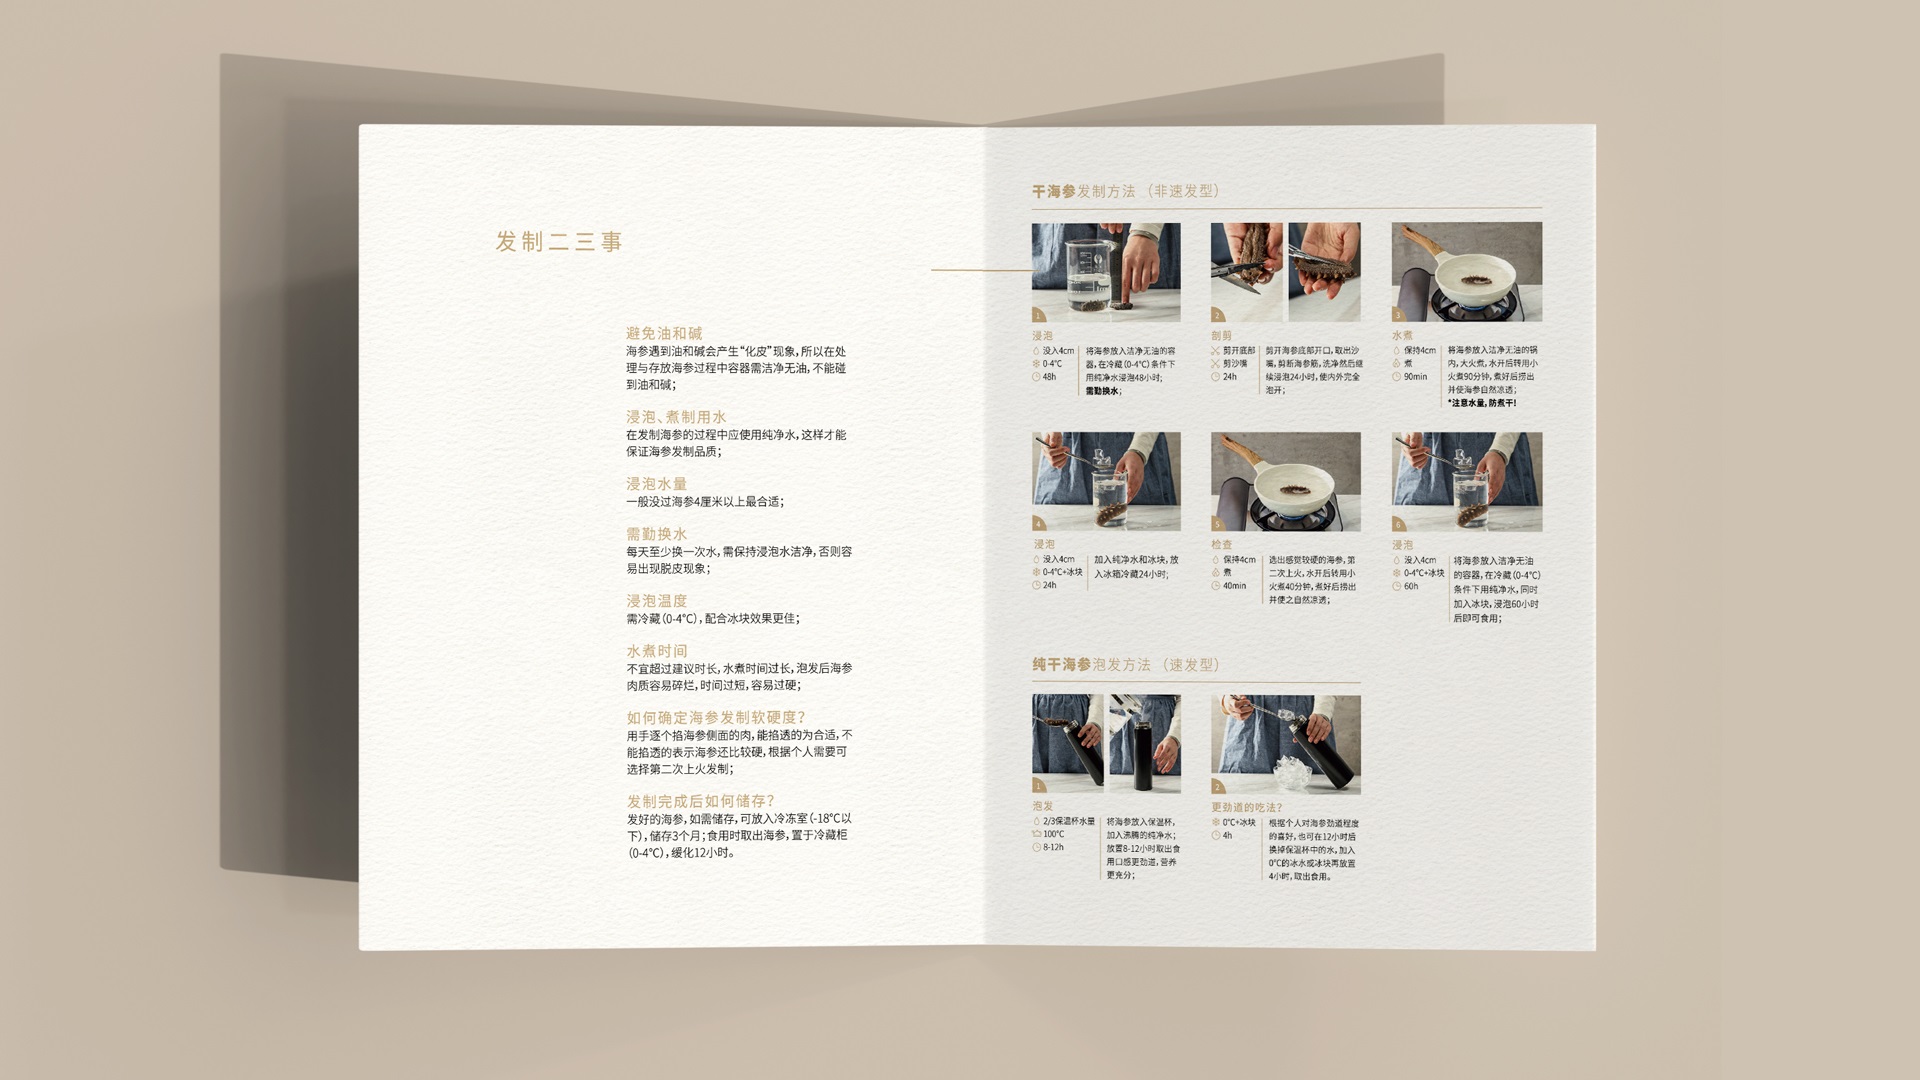 发制二三事
避免油和碱
海参遇到油和碱会产生“化皮”现象，所以在处
理与存放海参过程中容器需洁净无油，不能碰
到油和碱；
浸泡、煮制用水
在发制海参的过程中应使用纯净水，这样才能
保证海参发制品质；
浸泡水量
一般没过海参4厘米以上最合适；
需勤换水
每天至少换一次水，需保持浸泡水洁净，否则容
易出现脱皮现象；
浸泡温度
需冷藏（0-4℃），配合冰块效果更佳；
水煮时间
不宜超过建议时长，水煮时间过长，泡发后海参
肉质容易碎烂，时间过短，容易过硬；
如何确定海参发制软硬度？
用手逐个掐海参侧面的肉，能掐透的为合适，不
能掐透的表示海参还比较硬，根据个人需要可
选择第二次上火发制；
发制完成后如何储存？
发好的海参，如需储存，可放入冷冻室（-18℃以
下），储存3个月；食用时取出海参，置于冷藏柜
（0-4℃），缓化12小时。
干海参发制方法（非速发型）
1
浸泡
没入4cm
0-4℃
48h
将海参放入洁净无油的容
器，在冷藏（0-4℃）条件下
用纯净水浸泡48小时；
需勤换水；
2
剖剪
剪开底部
剪沙嘴
24h
剪开海参底部开口，取出沙
嘴，剪断海参筋，洗净然后继
续浸泡24小时，使内外完全
泡开；
3
水煮
保持4cm
煮
90min
将海参放入洁净无油的锅
内，大火煮，水开后转用小
火煮90分钟，煮好后捞出
并使海参自然凉透；
*注意水量，防煮干！
4
浸泡
没入4cm
0-4℃+冰块
24h
加入纯净水和冰块，放
入冰箱冷藏24小时；
5
检查
保持4cm
煮
40min
选出感觉较硬的海参，第
二次上火，水开后转用小
火煮40分钟，煮好后捞出
并使之自然凉透；
6
浸泡
没入4cm
0-4℃+冰块
60h
将海参放入洁净无油
的容器，在冷藏（0-4℃）
条件下用纯净水，同时
加入冰块，浸泡60小时
后即可食用；
纯干海参泡发方法（速发型）
1
泡发
2/3保温杯水量
100℃
8-12h
将海参放入保温杯，
加入沸腾的纯净水；
放置8-12小时取出食
用口感更劲道，营养
更充分；
2
更劲道的吃法？
0℃+冰块
4h
根据个人对海参劲道程度
的喜好，也可在12小时后
换掉保温杯中的水，加入
0℃的冰水或冰块再放置
4小时，取出食用。